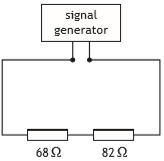 signal
generator
68 Ω 82 Ω